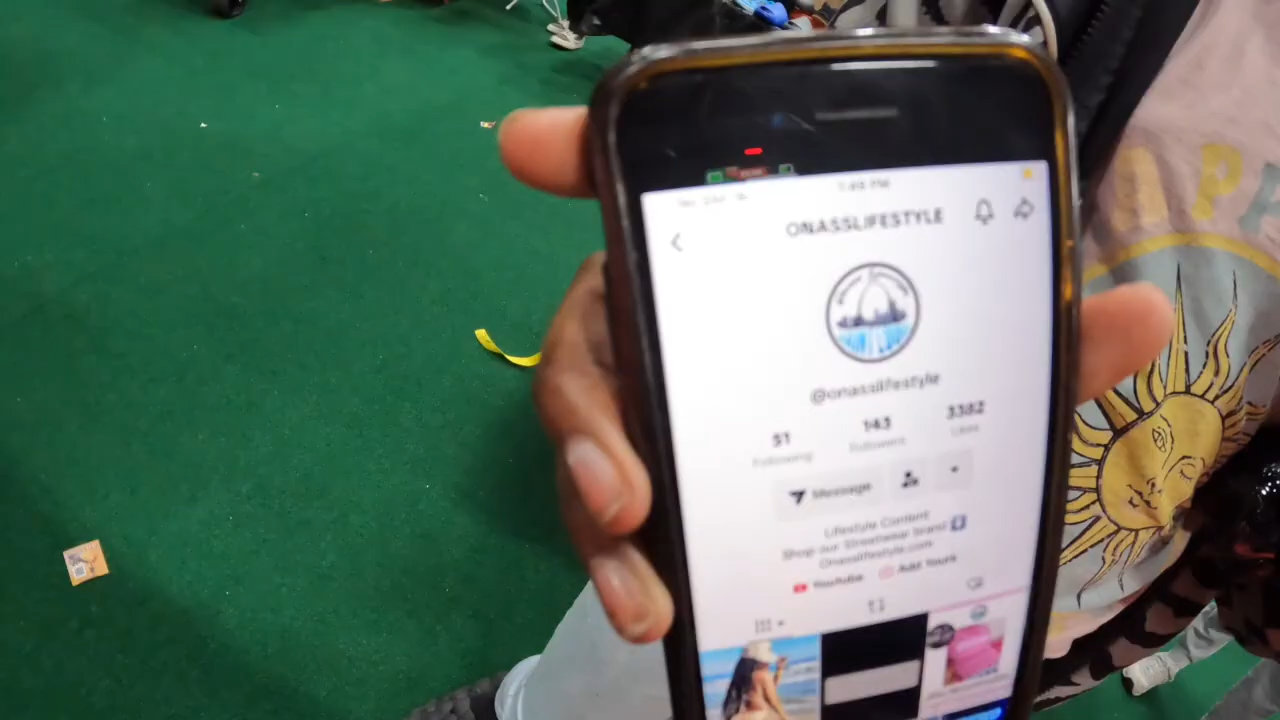 ONASSLIFESTYLE
@onasslifestyle
51 143 3382
Following Followers Likes
Message
Lifestyle Content
Shop our Streetwear brand
Onasslifestyle.com
YouTube Add Yours